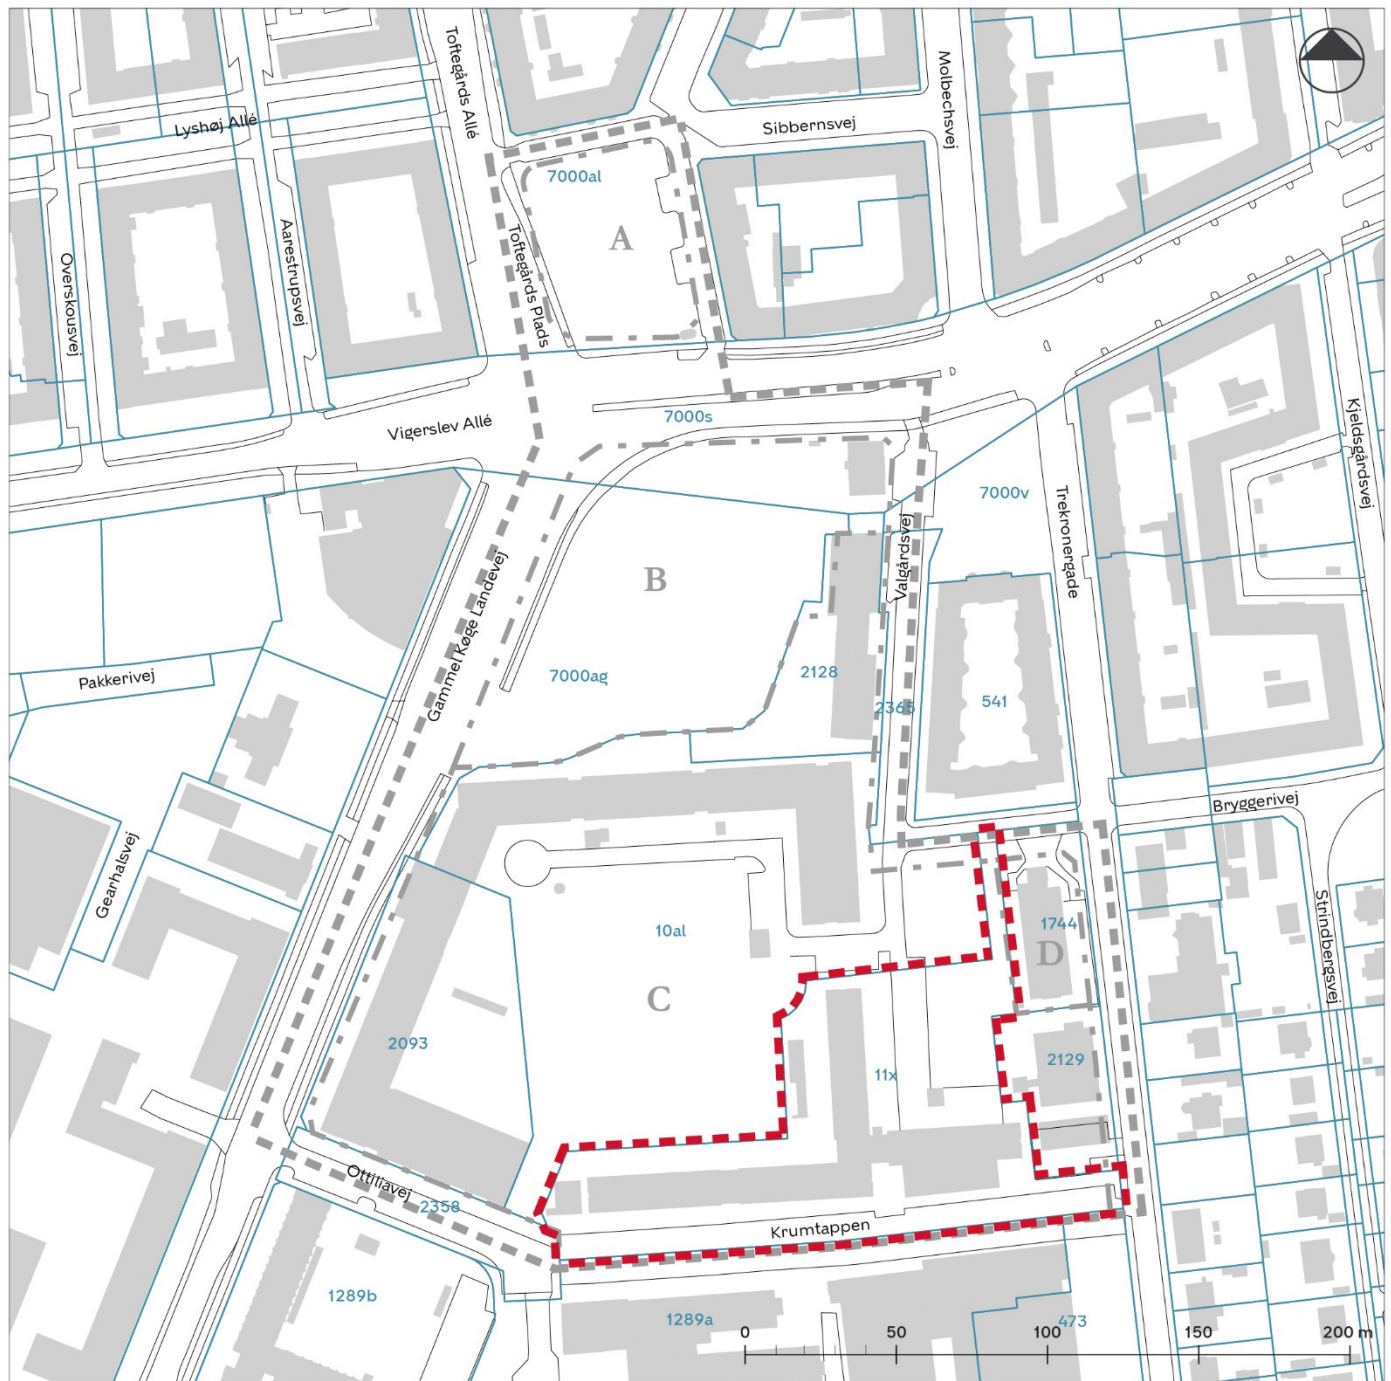 Toftegårds Allé
Molbechsvej
Lyshøj Allé
Sibbernsvej
7000al
A
Overskousvej
Aarestrupsvej
Toftegårds Plads
7000s
Vigerslev Allé
Kjeldsgårdsvej
7000v
Trekronergade
Valgårdsvej
B
Gammel Køge Landevej
2128
7000ag
Pakkerivej
2365
541
Bryggerivej
Gearhalsvej
10al
1744
D
Strindbergsvej
C
2093
2129
11x
Ottiliavej
2358
Krumtappen
1289b
1289a
473
0 50 100 150 200 m